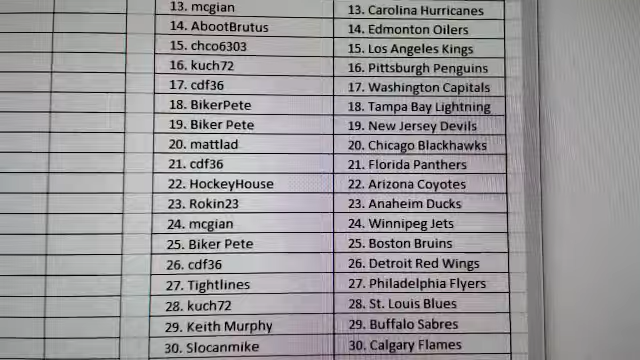 13. mcgian 13. Carolina Hurricanes
14. AbootBrutus 14. Edmonton Oilers
15. chco6303 15. Los Angeles Kings
16. kuch72 16. Pittsburgh Penguins
17. cdf36 17. Washington Capitals
18. BikerPete 18. Tampa Bay Lightning
19. Biker Pete 19. New Jersey Devils
20. mattlad 20. Chicago Blackhawks
21. cdf36 21. Florida Panthers
22. HockeyHouse 22. Arizona Coyotes
23. Rokin23 23. Anaheim Ducks
24. mcgian 24. Winnipeg Jets
25. Biker Pete 25. Boston Bruins
26. cdf36 26. Detroit Red Wings
27. Tightlines 27. Philadelphia Flyers
28. kuch72 28. St. Louis Blues
29. Keith Murphy 29. Buffalo Sabres
30. Slocanmike 30. Calgary Flames